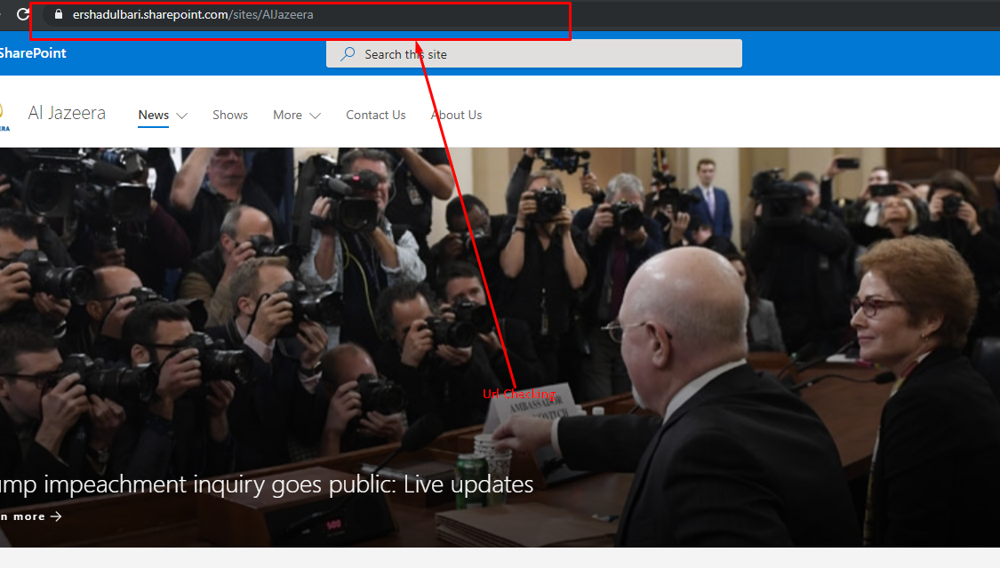 ershadulbari.sharepoint.com/sites/AlJazeera
SharePoint
Search this site
Al Jazeera
News
Shows
More
Contact Us
About Us
Url Checking
AMBASSADOR
ump impeachment inquiry goes public: Live updates
n more →